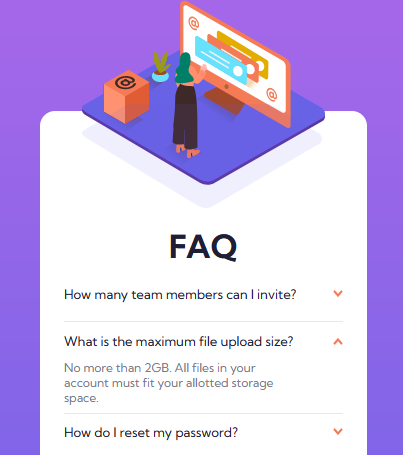 @
@
@
FAQ
How many team members can I invite?
What is the maximum file upload size?
No more than 2GB. All files in your
account must fit your allotted storage
space.
How do I reset my password?